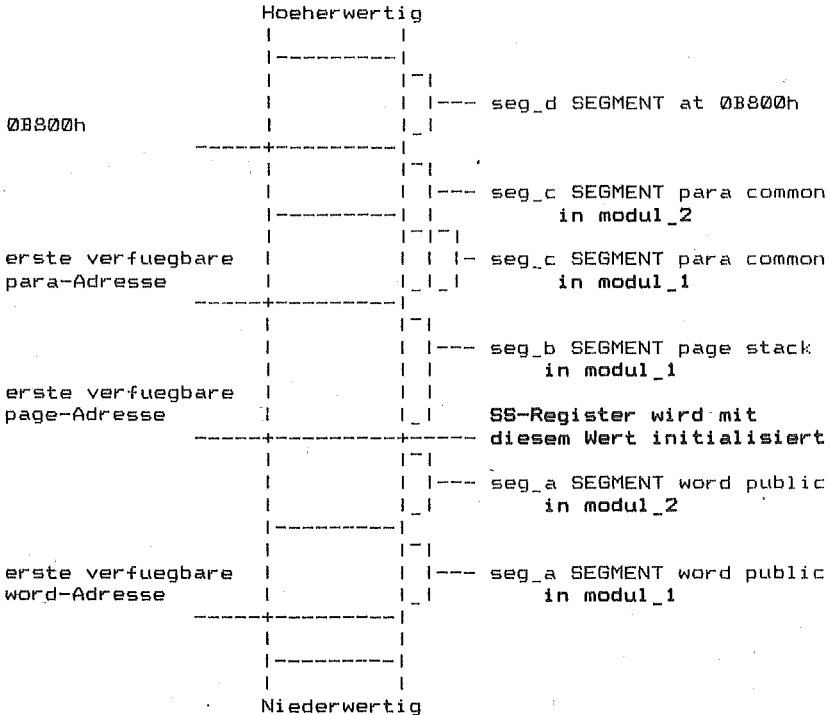 Hoeherwertig
seg_d SEGMENT at 0B800h
0B800h
seg_c SEGMENT para common
in modul_2
erste verfuegbare
para-Adresse
seg_c SEGMENT para common
in modul_1
seg_b SEGMENT page stack
in modul_1
erste verfuegbare
page-Adresse
SS-Register wird mit
diesem Wert initialisiert
seg_a SEGMENT word public
in modul_2
erste verfuegbare
word-Adresse
seg_a SEGMENT word public
in modul_1
Niederwertig